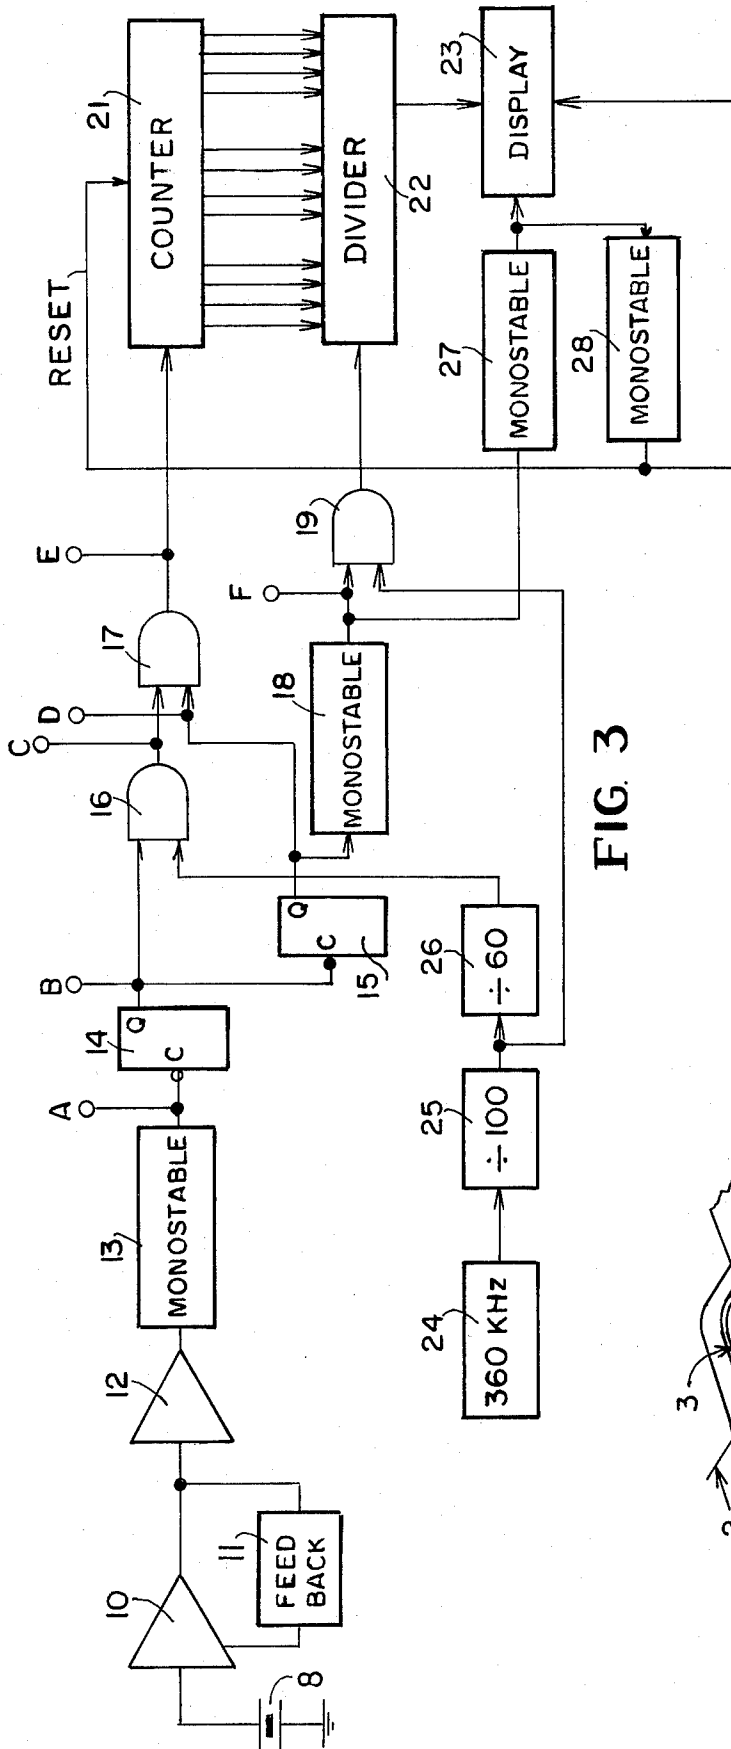 RESET
COUNTER
21
DIVIDER
22
DISPLAY
23
MONOSTABLE
27
MONOSTABLE
28
E
17
D
C
16
F
19
MONOSTABLE
18
B
Q
14
C
Q
C
15
A
MONOSTABLE
13
12
10
FEED
BACK
11
8
360 KHz
24
÷100
25
÷60
26
FIG. 3
3